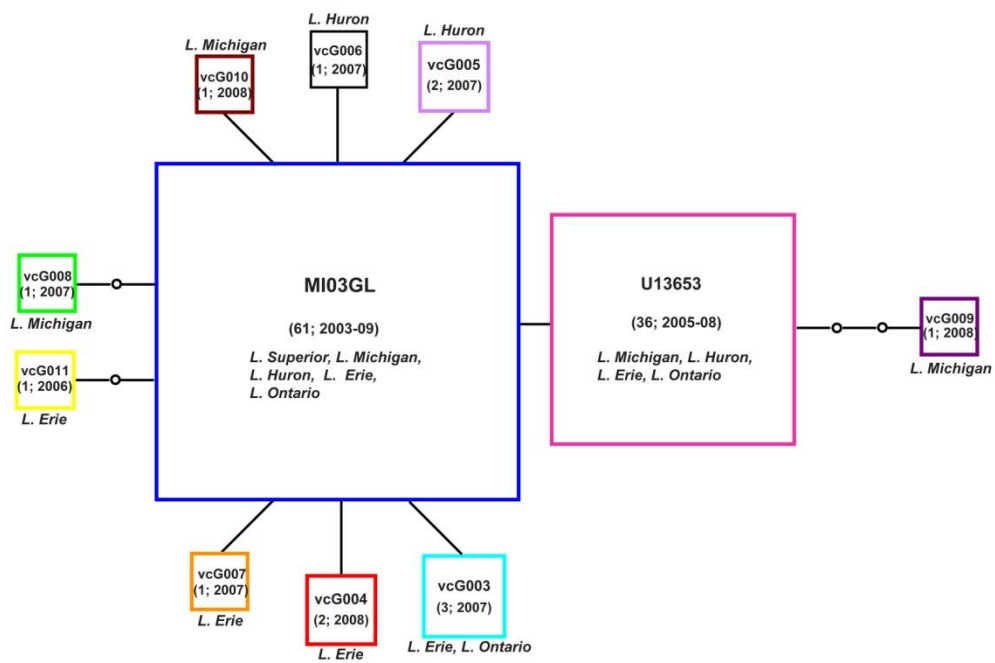 L. Huron
L. Michigan
L. Huron
vcG006
(1; 2007)
vcG010
(1; 2008)
vcG005
(2; 2007)
vcG008
(1; 2007)
L. Michigan
MI03GL
(61; 2003-09)
L. Superior, L. Michigan,
L. Huron, L. Erie,
L. Ontario
U13653
(36; 2005-08)
L. Michigan, L. Huron,
L. Erie, L. Ontario
vcG009
(1; 2008)
L. Michigan
vcG011
(1; 2006)
L. Erie
vcG007
(1; 2007)
L. Erie
vcG004
(2; 2008)
L. Erie
vcG003
(3; 2007)
L. Erie, L. Ontario